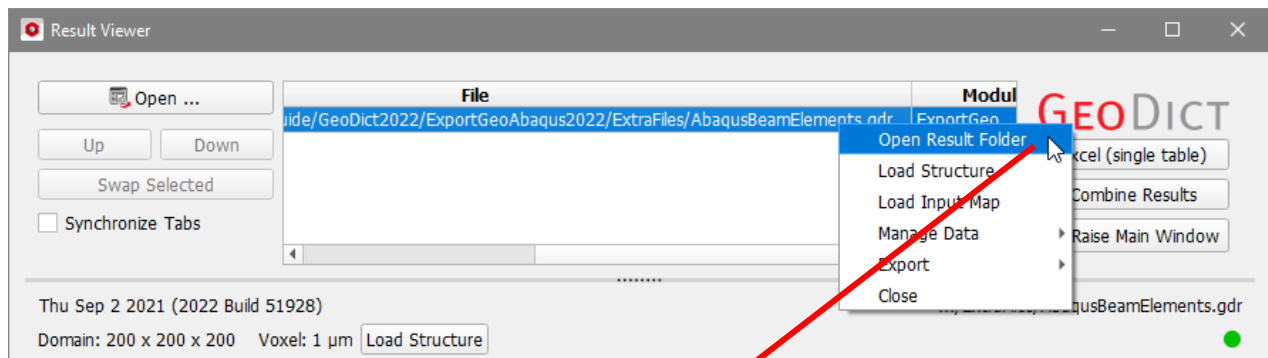 Result Viewer
Open ...
Up Down
Swap Selected
Synchronize Tabs
File Modul
uide/GeoDict2022/ExportGeoAbaqus2022/ExtraFiles/AbaqusBeamElements.gdr ExportGeo
Open Result Folder
Load Structure
Load Input Map
Manage Data
Export
Close
GEODICT
xcel (single table)
Combine Results
Raise Main Window
Thu Sep 2 2021 (2022 Build 51928)
AbaqusBeamElements.gdr
Domain: 200 x 200 x 200 Voxel: 1 µm Load Structure